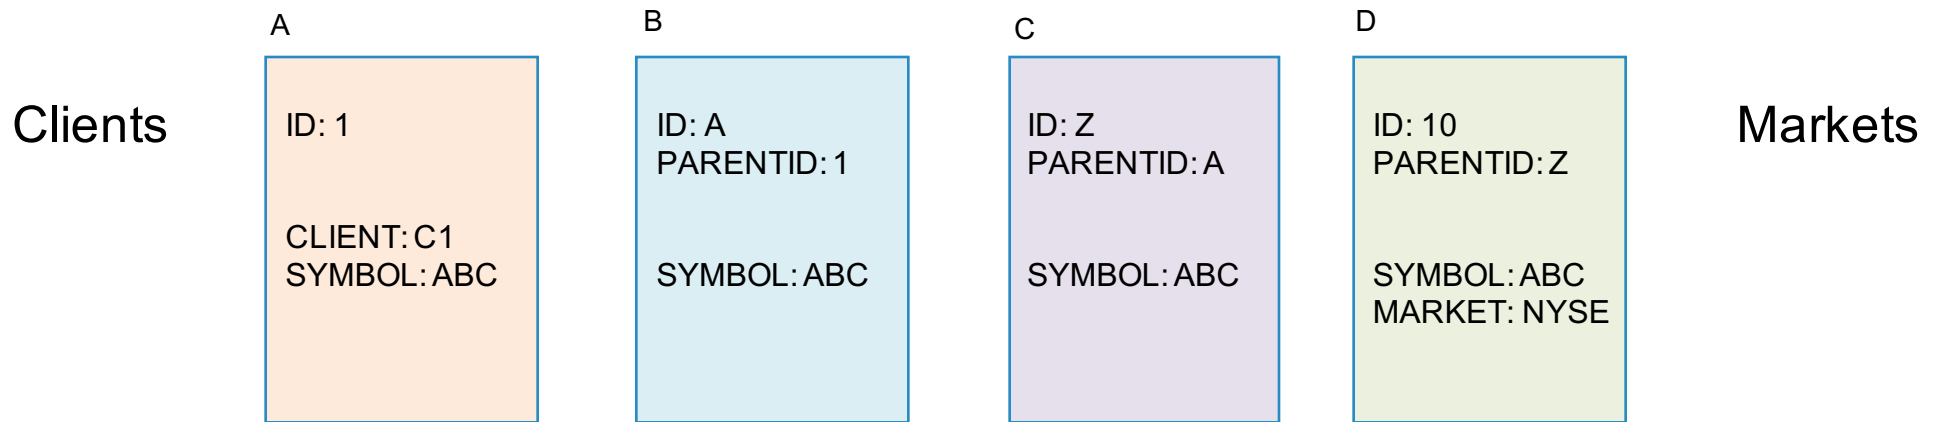 Clients
A
ID: 1
CLIENT: C1
SYMBOL: ABC
B
ID: A
PARENTID: 1
SYMBOL: ABC
C
ID: Z
PARENTID: A
SYMBOL: ABC
D
ID: 10
PARENTID: Z
SYMBOL: ABC
MARKET: NYSE
Markets